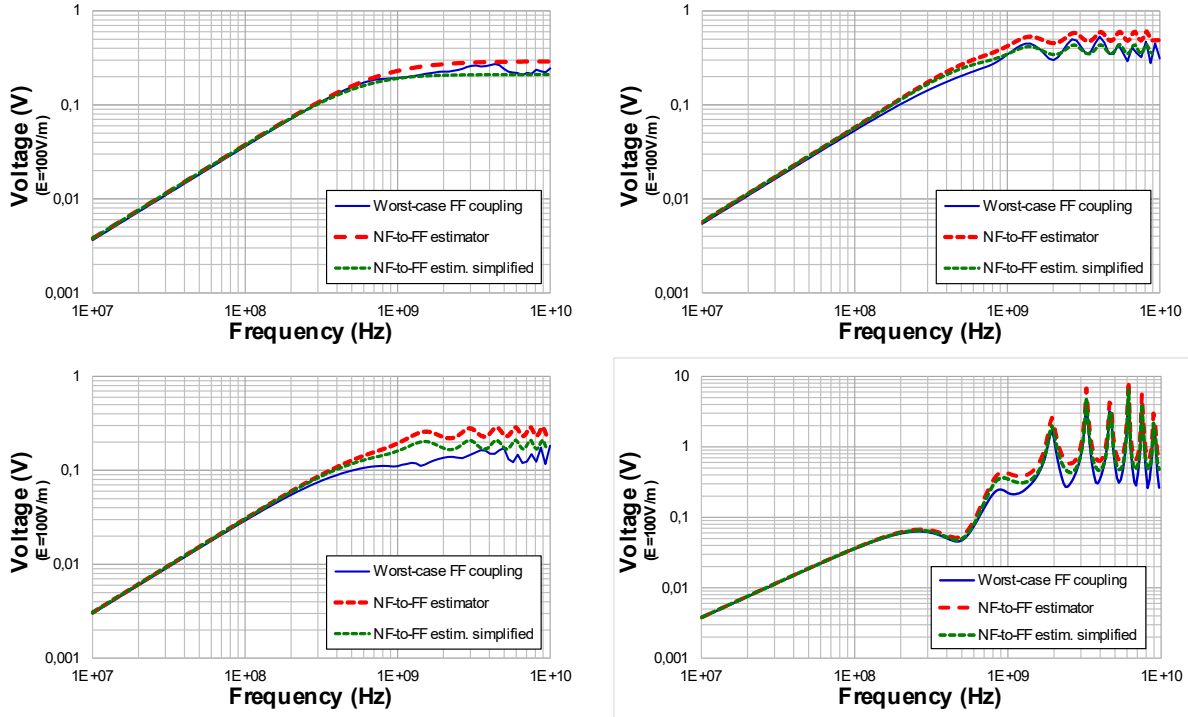 1
0,1
0,01
0,001
Voltage (V)
(E=100V/m)
1E+07
1E+08
1E+09
1E+10
Frequency (Hz)
Worst-case FF coupling
NF-to-FF estimator
NF-to-FF estim. simplified
1
0,1
0,01
0,001
Voltage (V)
(E=100V/m)
1E+07
1E+08
1E+09
1E+10
Frequency (Hz)
Worst-case FF coupling
NF-to-FF estimator
NF-to-FF estim. simplified
1
0,1
0,01
0,001
Voltage (V)
(E=100V/m)
1E+07
1E+08
1E+09
1E+10
Frequency (Hz)
Worst-case FF coupling
NF-to-FF estimator
NF-to-FF estim. simplified
10
1
0,1
0,01
0,001
Voltage (V)
(E=100V/m)
1E+07
1E+08
1E+09
1E+10
Frequency (Hz)
Worst-case FF coupling
NF-to-FF estimator
NF-to-FF estim. simplified